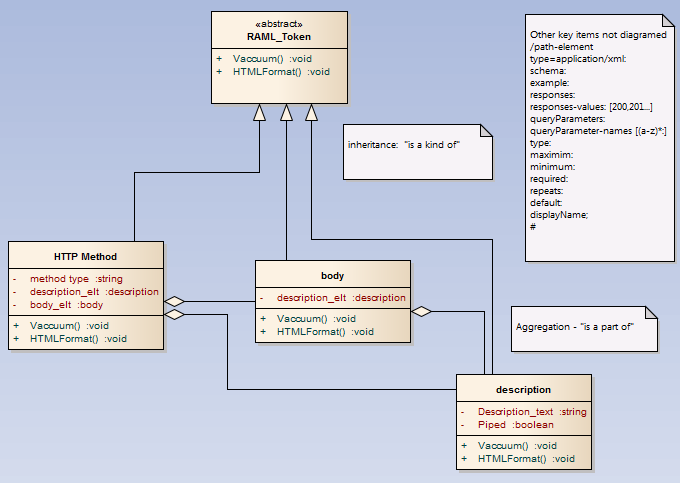 «abstract»
RAML_Token
+ Vaccuum() :void
+ HTMLFormat() :void
Other key items not diagramed
/path-element
type=application/xml:
schema:
example:
responses:
responses-values: [200,201...]
queryParameters:
queryParameter-names [(a-z)*:]
type:
maximim:
minimum:
required:
repeats:
default:
displayName;
#
inheritance: "is a kind of"
HTTP Method
- method type :string
- description_elt :description
- body_elt :body
+ Vaccuum() :void
+ HTMLFormat() :void
body
- description_elt :description
+ Vaccuum() :void
+ HTMLFormat() :void
Aggregation - "is a part of"
description
- Description_text :string
- Piped :boolean
+ Vaccuum() :void
+ HTMLFormat() :void